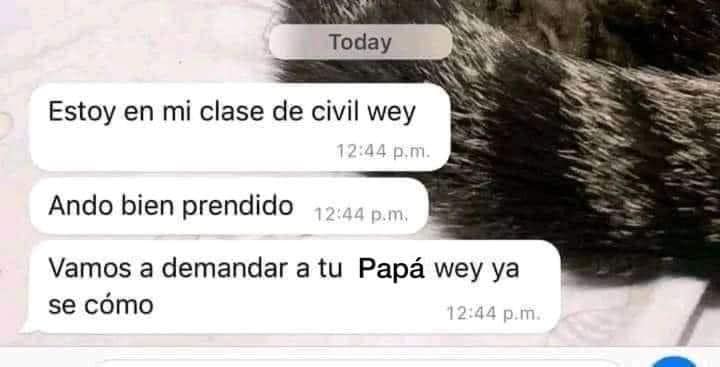 Today
Estoy en mi clase de civil wey
12:44 p.m.
Ando bien prendido 12:44 p.m.
Vamos a demandar a tu Papá wey ya
se cómo 12:44 p.m.